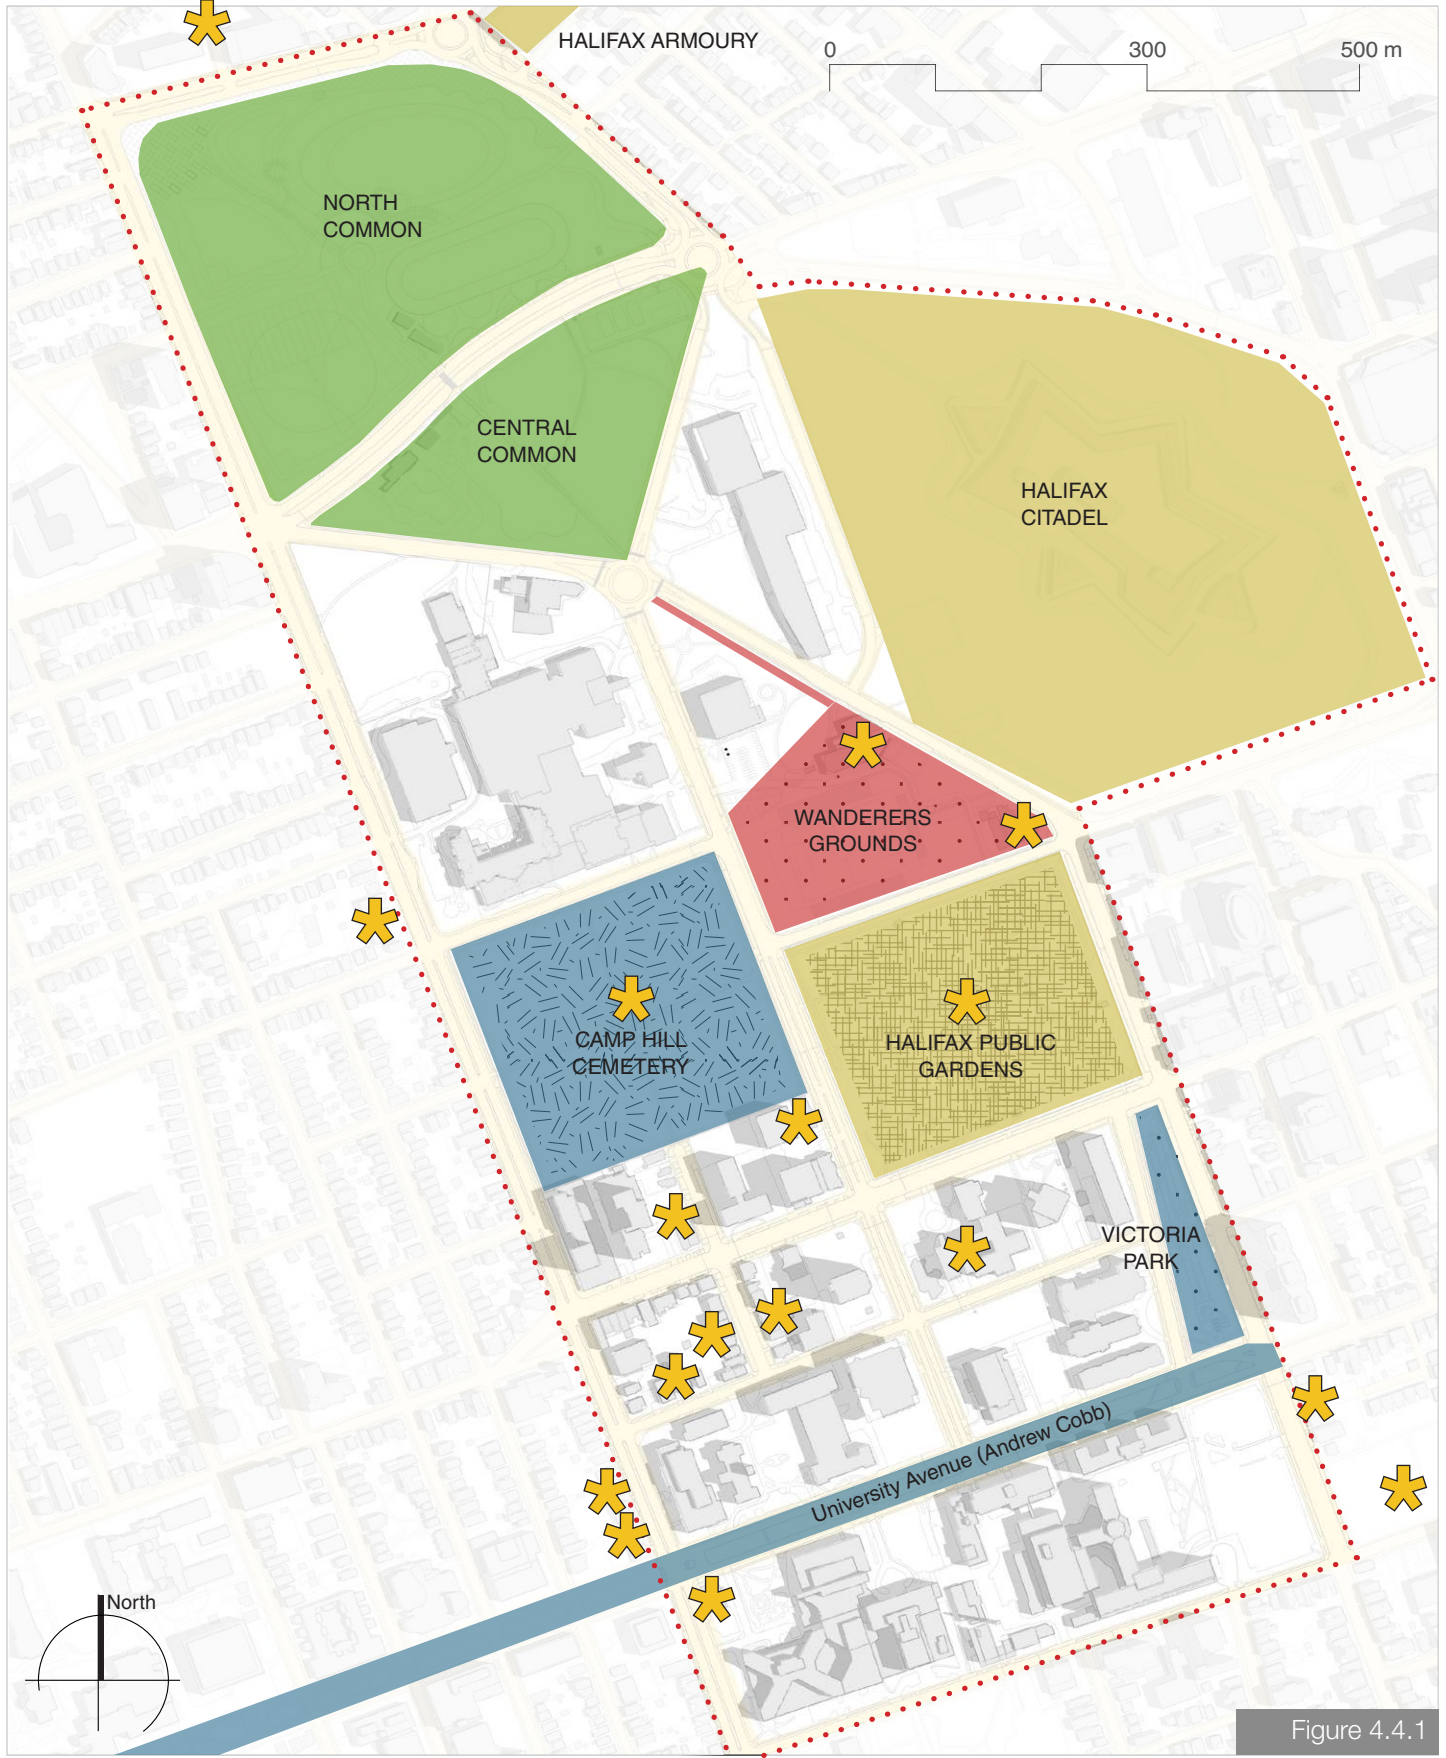 HALIFAX ARMOURY
0 300 500 m
NORTH
COMMON
CENTRAL
COMMON
HALIFAX
CITADEL
WANDERERS
GROUNDS
CAMP HILL
CEMETERY
HALIFAX PUBLIC
GARDENS
VICTORIA
PARK
University Avenue (Andrew Cobb)
North
Figure 4.4.1